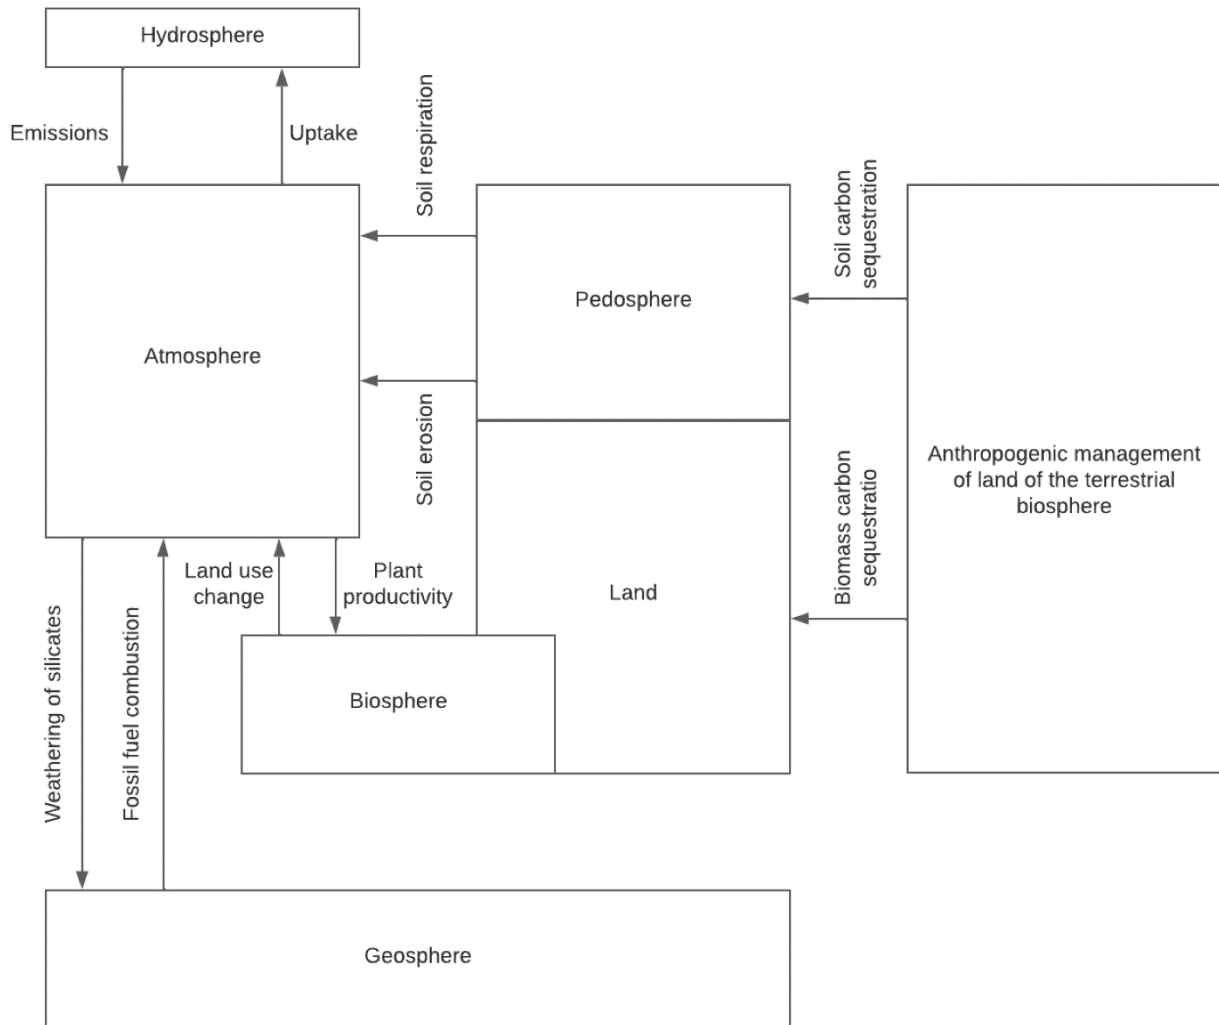 Hydrosphere
Emissions
Uptake
Soil respiration
Soil carbon
sequestration
Pedosphere
Atmosphere
Soil erosion
Anthropogenic management
of land of the terrestrial
biosphere
Biomass carbon
sequestratio
Land use
change
Plant
productivity
Land
Weathering of silicates
Fossil fuel combustion
Biosphere
Geosphere